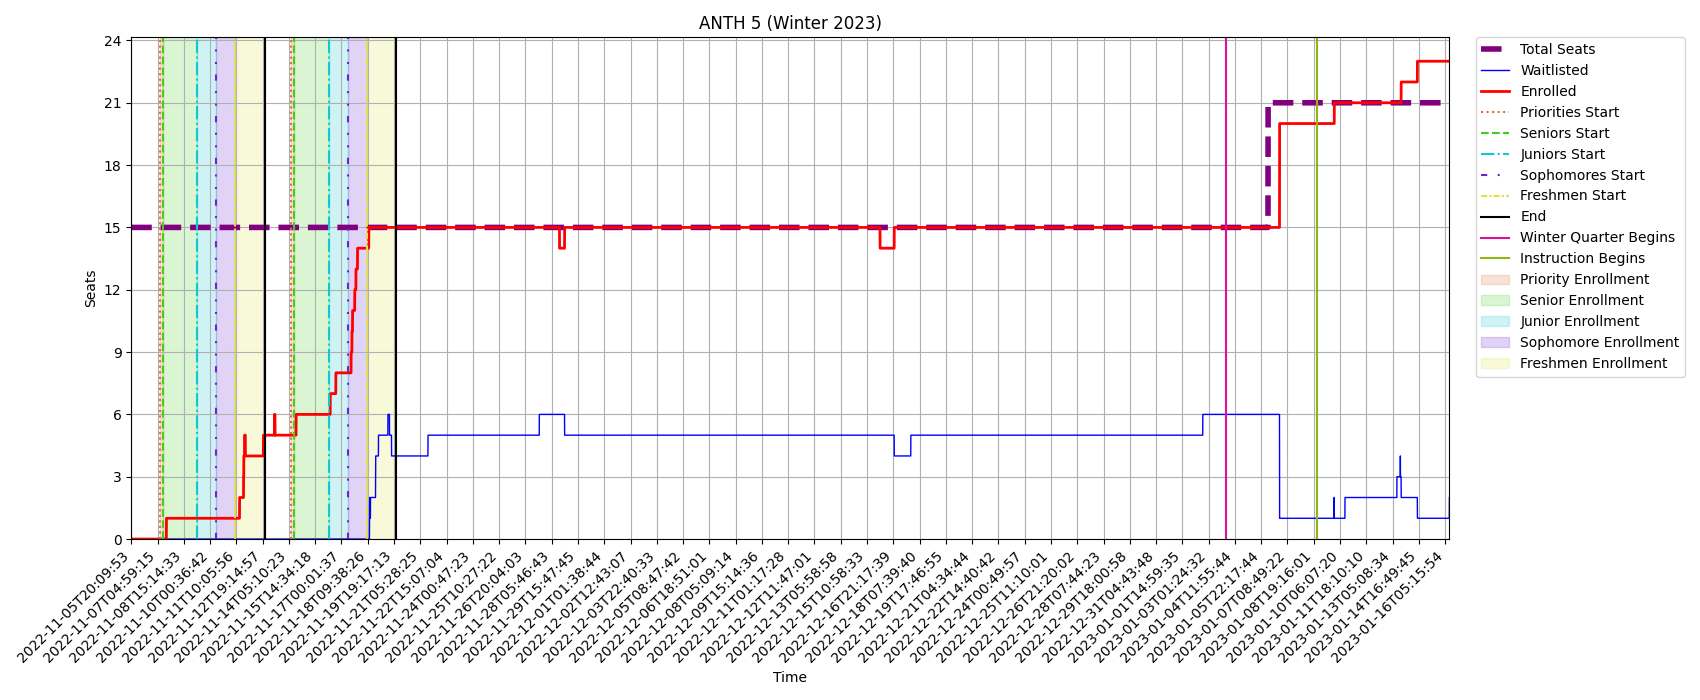 ANTH 5 (Winter 2023)
Seats
24
21
18
15
12
9
6
3
0
2022-11-05T20:09:53
2022-11-07T04:59:15
2022-11-08T15:14:33
2022-11-10T00:36:42
2022-11-11T10:05:56
2022-11-12T19:14:57
2022-11-14T05:10:23
2022-11-15T14:34:18
2022-11-17T00:01:37
2022-11-18T09:38:26
2022-11-19T19:17:13
2022-11-21T05:28:25
2022-11-22T15:07:04
2022-11-24T00:47:23
2022-11-25T10:27:22
2022-11-26T20:04:03
2022-11-28T05:46:43
2022-11-29T15:47:45
2022-12-01T01:38:44
2022-12-02T12:43:07
2022-12-03T22:40:33
2022-12-05T08:47:42
2022-12-06T18:51:01
2022-12-08T05:09:14
2022-12-09T15:14:36
2022-12-11T01:17:28
2022-12-12T11:47:01
2022-12-13T05:58:58
2022-12-15T10:58:33
2022-12-16T21:17:39
2022-12-18T07:39:40
2022-12-19T17:46:55
2022-12-21T04:34:44
2022-12-22T14:40:42
2022-12-24T00:49:57
2022-12-25T11:10:01
2022-12-26T21:20:02
2022-12-28T07:44:23
2022-12-29T18:00:58
2022-12-31T04:43:48
2023-01-01T14:59:35
2023-01-03T01:24:32
2023-01-04T11:55:44
2023-01-05T22:17:44
2023-01-07T08:49:22
2023-01-08T19:16:01
2023-01-10T06:07:20
2023-01-11T18:10:10
2023-01-13T05:08:34
2023-01-14T16:49:45
2023-01-16T05:15:54
Time
Total Seats
Waitlisted
Enrolled
Priorities Start
Seniors Start
Juniors Start
Sophomores Start
Freshmen Start
End
Winter Quarter Begins
Instruction Begins
Priority Enrollment
Senior Enrollment
Junior Enrollment
Sophomore Enrollment
Freshmen Enrollment